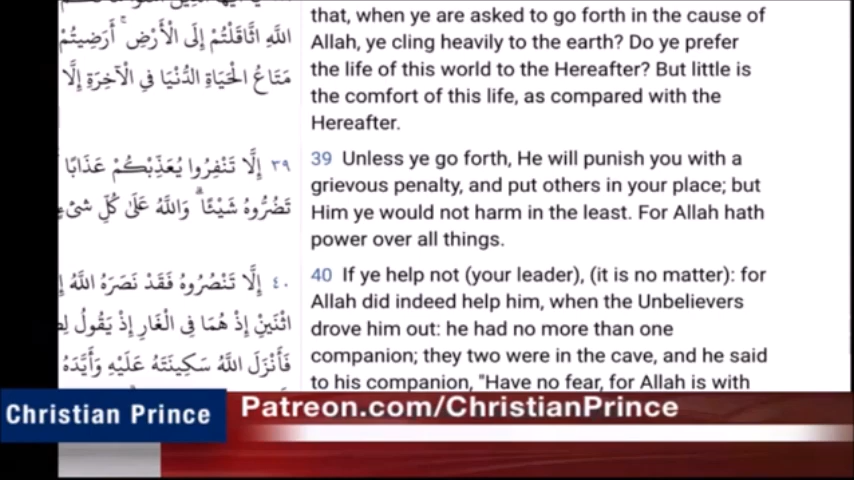 that, when ye are asked to go forth in the cause of
Allah, ye cling heavily to the earth? Do ye prefer
the life of this world to the Hereafter? But little is
the comfort of this life, as compared with the
Hereafter.
39 Unless ye go forth, He will punish you with a
grievous penalty, and put others in your place; but
Him ye would not harm in the least. For Allah hath
power over all things.
40 If ye help not (your leader), (it is no matter): for
Allah did indeed help him, when the Unbelievers
drove him out: he had no more than one
companion; they two were in the cave, and he said
to his companion, "Have no fear, for Allah is with
اللَّهِ اثَّاقَلْتُمْ إِلَى الْأَرْضِ ۚ أَرَضِيتُمْ
مَتَاعُ الْحَيَاةِ الدُّنْيَا فِي الْآخِرَةِ إِلَّا
٣٩ إِلَّا تَنْفِرُوا يُعَذِّبْكُمْ عَذَابًا
تَضُرُّوهُ شَيْئًا ۗ وَاللَّهُ عَلَىٰ كُلِّ شَيْءٍ
٤٠ إِلَّا تَنْصُرُوهُ فَقَدْ نَصَرَهُ اللَّهُ
اثْنَيْنِ إِذْ هُمَا فِي الْغَارِ إِذْ يَقُولُ
فَأَنْزَلَ اللَّهُ سَكِينَتَهُ عَلَيْهِ وَأَيَّدَهُ
Christian Prince
Patreon.com/ChristianPrince